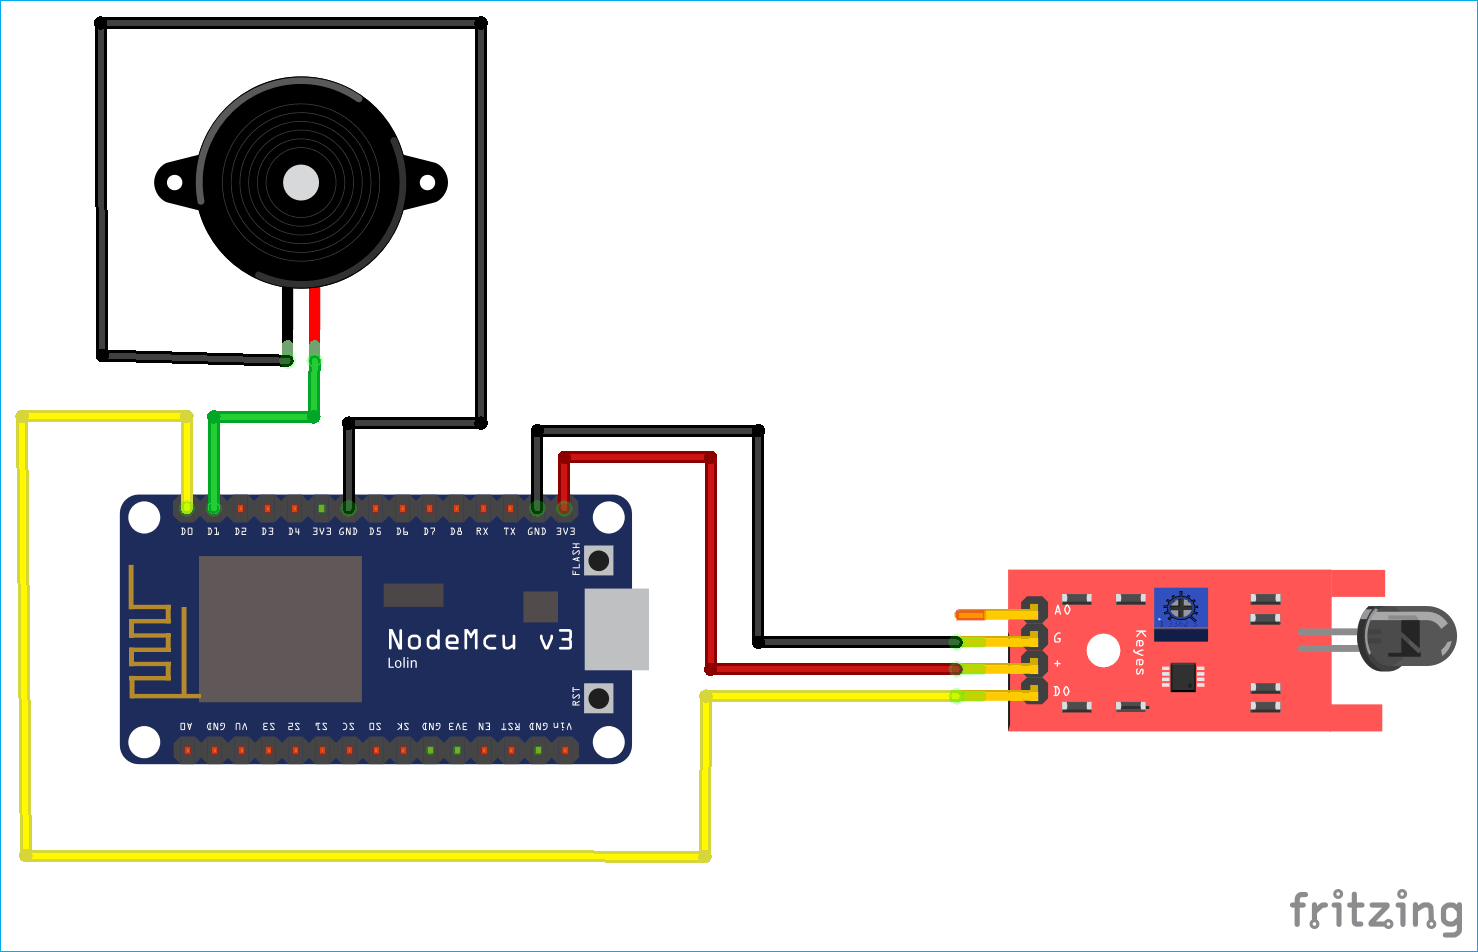 D0 D1 D2 D3 D4 3V3 GND D5 D6 D7 D8 RX TX GND 3V3
FLASH
A0
G
+
D0
Keyes
NodeMcu v3
Lolin
RST
A0 GND VU S3 S2 S1 SC SO SK GND 3V3 EN RST GND Vin
fritzing